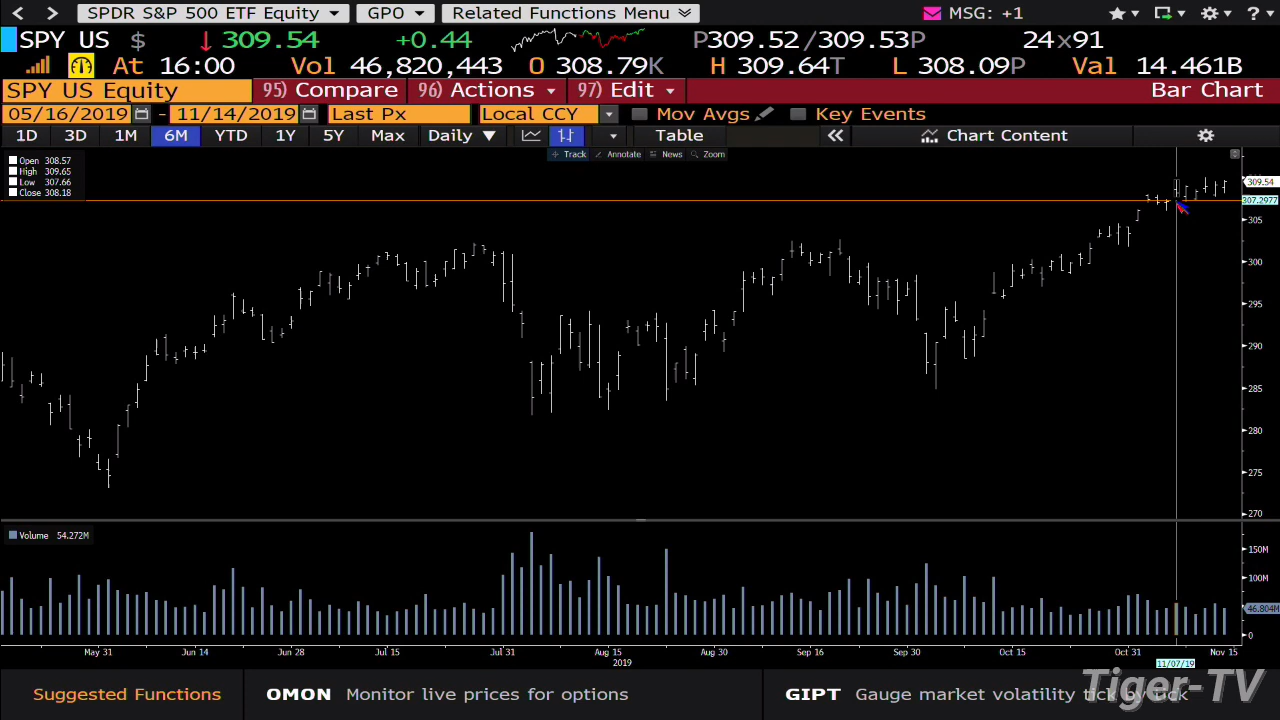 SPDR S&P 500 ETF Equity GPO Related Functions Menu MSG: +1 ?
SPY US $ 309.54 +0.44 P309.52 /309.53P 24x91
At 16:00 Vol 46,820,443 O 308.79K H 309.64T L 308.09P Val 14.461B
SPY US Equity 95) Compare 96) Actions 97) Edit Bar Chart
05/16/2019 - 11/14/2019 Last Px Local CCY Mov Avgs Key Events
1D 3D 1M 6M YTD 1Y 5Y Max Daily Table Chart Content
Track Annotate News Zoom
Open 308.57
High 309.65
Low 307.66
Close 308.18
309.54
307.2977
305
300
295
290
285
280
275
270
Volume 54.272M
150M
100M
46.804M
0
May 31 Jun 14 Jun 28 Jul 15 Jul 31 Aug 15 Aug 30 Sep 16 Sep 30 Oct 15 Oct 31 Nov 15
2019 11/07/19
Suggested Functions OMON Monitor live prices for options GIPT Gauge market volatility tick by tick
Tiger-TV